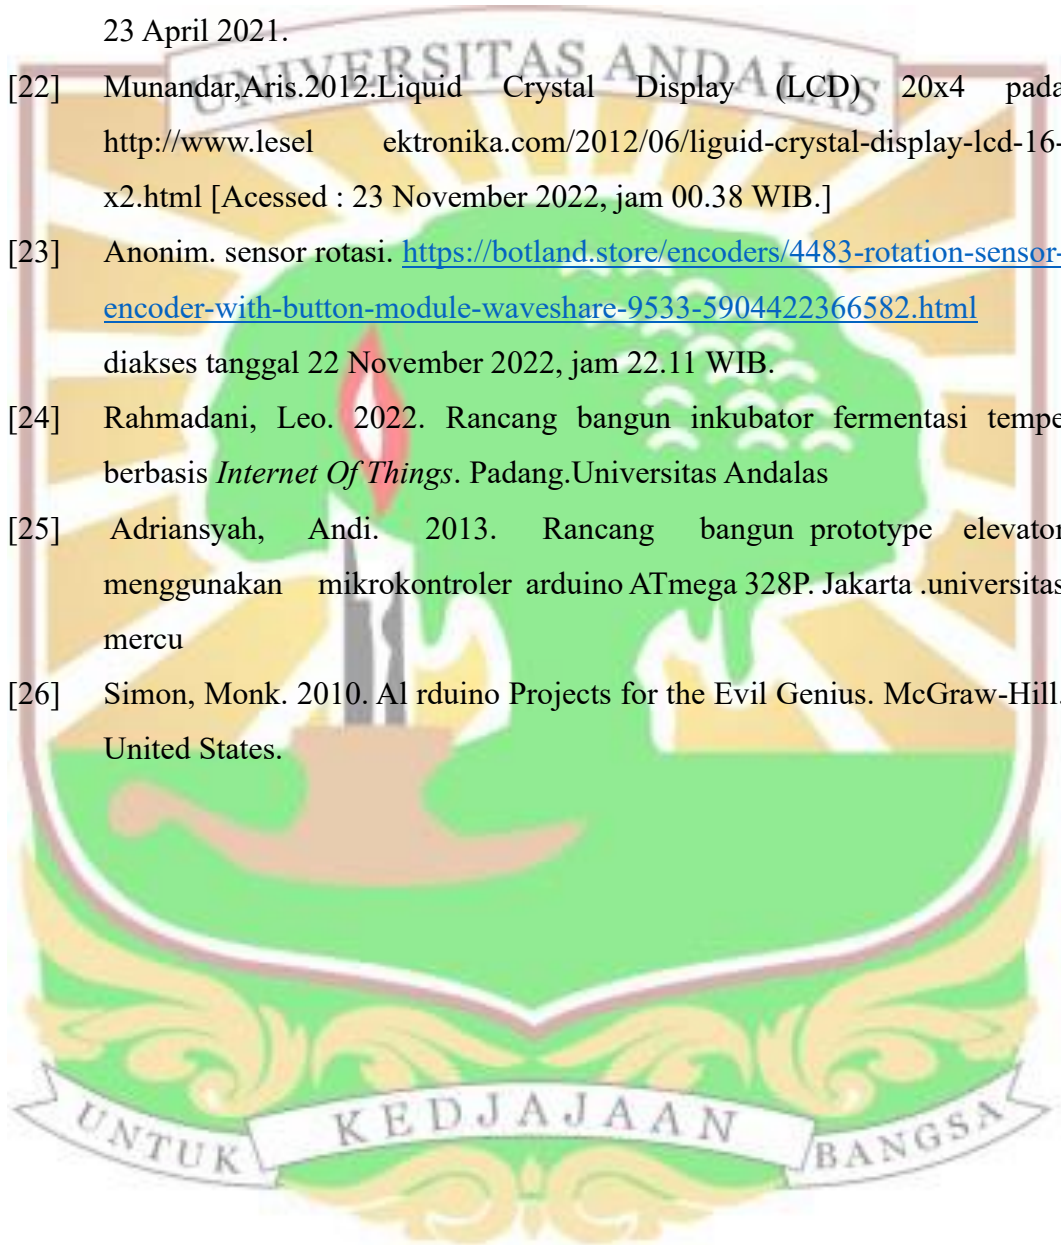 23 April 2021.
UNIVERSITAS ANDALAS
[22] Munandar,Aris.2012.Liquid Crystal Display (LCD) 20x4 pada
http://www.lesel ektronika.com/2012/06/liguid-crystal-display-lcd-16-
x2.html [Acessed : 23 November 2022, jam 00.38 WIB.]
[23] Anonim. sensor rotasi. https://botland.store/encoders/4483-rotation-sensor-
encoder-with-button-module-waveshare-9533-5904422366582.html
diakses tanggal 22 November 2022, jam 22.11 WIB.
[24] Rahmadani, Leo. 2022. Rancang bangun inkubator fermentasi tempe
berbasis Internet Of Things. Padang.Universitas Andalas
[25] Adriansyah, Andi. 2013. Rancang bangun prototype elevator
menggunakan mikrokontroler arduino ATmega 328P. Jakarta .universitas
mercu
[26] Simon, Monk. 2010. Al rduino Projects for the Evil Genius. McGraw-Hill.
United States.
UNTUK KEDJAJAAN BANGSA